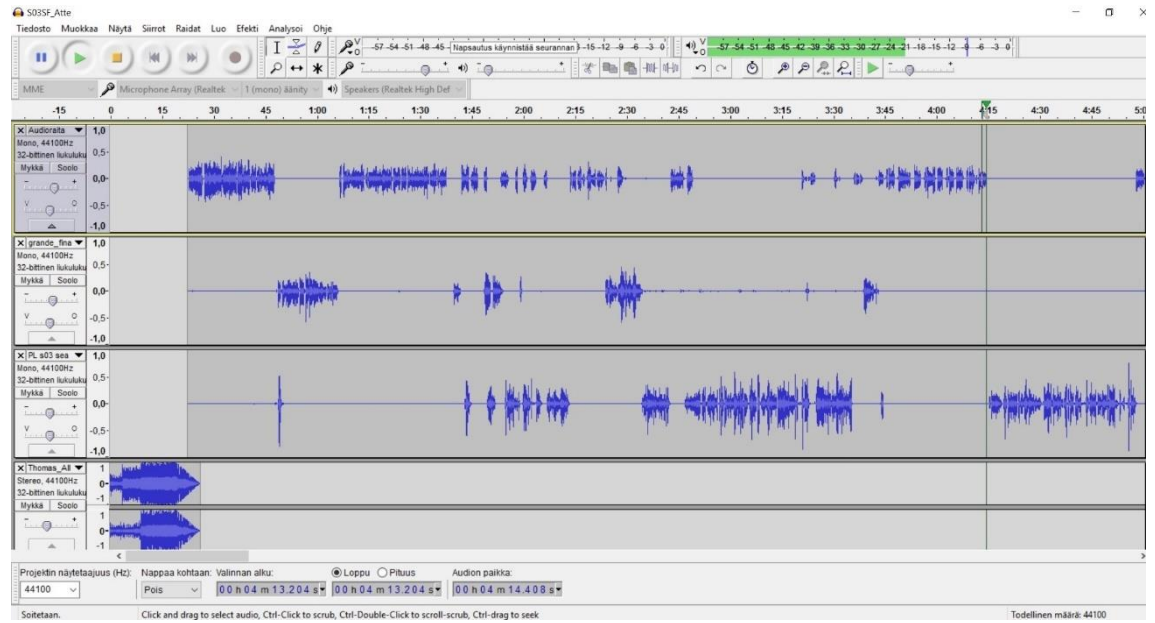 S03SF_Atte
Tiedosto Muokkaa Näytä Siirrot Raidat Luo Efekti Analysoi Ohje
V O -57 -54 -51 -48 -45 - Napsautus käynnistää seurannan -15 -12 -9 -6 -3 0 V O -57 -54 -51 -48 -45 -42 -39 -36 -33 -30 -27 -24 -21 -18 -15 -12 -9 -6 -3 0
MME Microphone Array (Realtek 1 (mono) äänity Speakers (Realtek High Def
-15 0 15 30 45 1:00 1:15 1:30 1:45 2:00 2:15 2:30 2:45 3:00 3:15 3:30 3:45 4:00 4:15 4:30 4:45 5:0
X Audioraita 1,0
Mono, 44100Hz
32-bittinen liukuluku 0,5-
Mykkä Soolo
- + 0,0-
V O -0,5-
-1,0
X grande_fina 1,0
Mono, 44100Hz
32-bittinen liukuluku 0,5-
Mykkä Soolo
- + 0,0-
V O -0,5-
-1,0
X PL s03 sea 1,0
Mono, 44100Hz
32-bittinen liukuluku 0,5-
Mykkä Soolo
- + 0,0-
V O -0,5-
-1,0
X Thomas_All 1
Stereo, 44100Hz
32-bittinen liukuluku 0-
-1
Mykkä Soolo
- + 1
V O 0-
-1
Projektin näytetaajuus (Hz): Nappaa kohtaan: Valinnan alku: Loppu Pituus Audion paikka:
44100 Pois 00 h 04 m 13.204 s 00 h 04 m 13.204 s 00 h 04 m 14.408 s
Soitetaan. Click and drag to select audio, Ctrl-Click to scrub, Ctrl-Double-Click to scroll-scrub, Ctrl-drag to seek Todellinen määrä: 44100